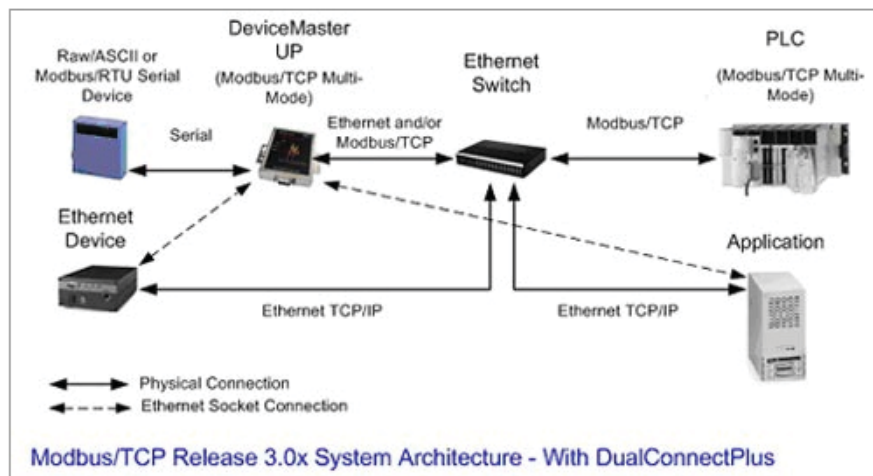 DeviceMaster
UP
(Modbus/TCP Multi-
Mode)
Raw/ASCII or
Modbus/RTU Serial
Device
Ethernet
Switch
PLC
(Modbus/TCP Multi-
Mode)
Serial
Ethernet and/or
Modbus/TCP
Modbus/TCP
Ethernet
Device
Application
Ethernet TCP/IP
Ethernet TCP/IP
Physical Connection
Ethernet Socket Connection
Modbus/TCP Release 3.0x System Architecture - With DualConnectPlus